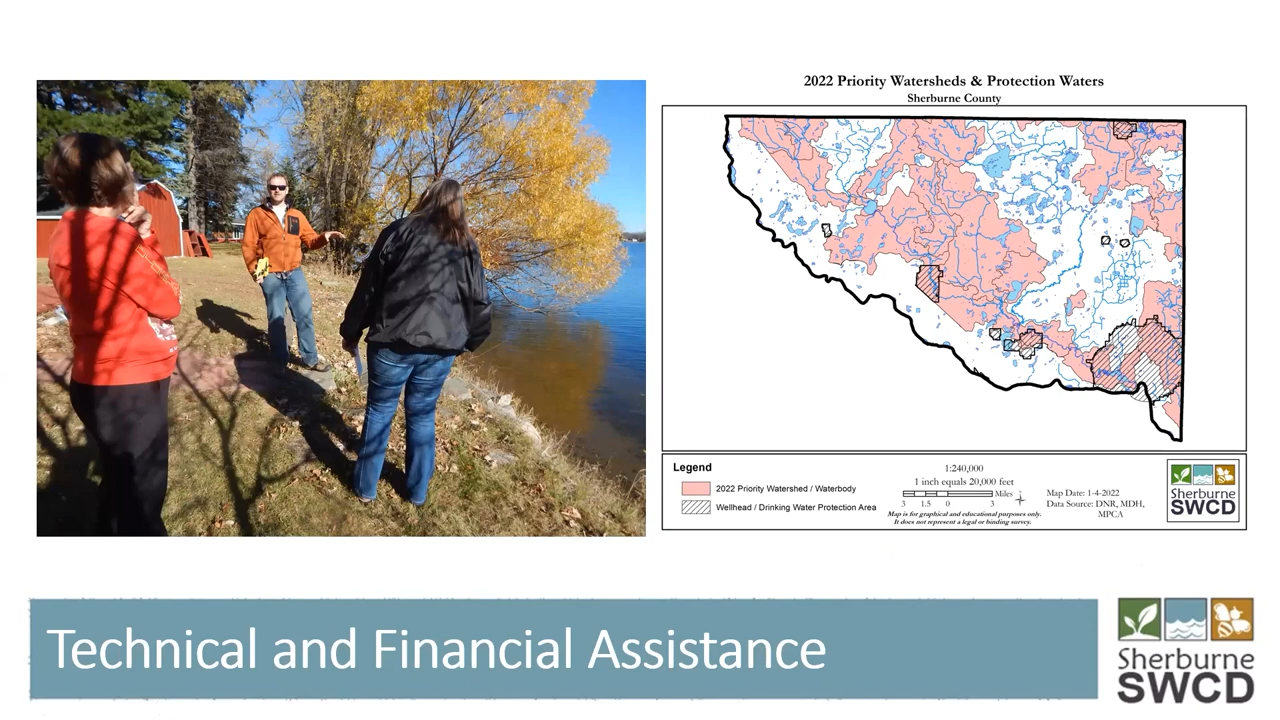 2022 Priority Watersheds & Protection Waters
Sherburne County
Legend
2022 Priority Watershed / Waterbody
Wellhead / Drinking Water Protection Area
1:240,000
1 inch equals 20,000 feet
Miles
3 1.5 0 3
Map is for graphical and educational purposes only.
It does not represent a legal or binding survey.
Map Date: 1-4-2022
Data Source: DNR, MDH,
MPCA
Sherburne
SWCD
Technical and Financial Assistance
Sherburne
SWCD